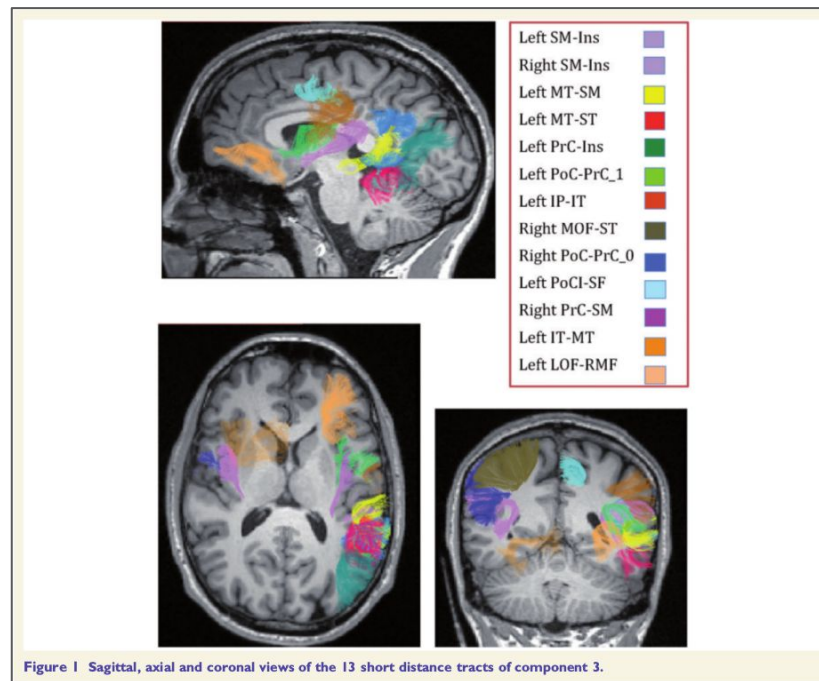 Left SM-Ins
Right SM-Ins
Left MT-SM
Left MT-ST
Left PrC-Ins
Left PoC-PrC_1
Left IP-IT
Right MOF-ST
Right PoC-PrC_0
Left PoCI-SF
Right PrC-SM
Left IT-MT
Left LOF-RMF
Figure 1 Sagittal, axial and coronal views of the 13 short distance tracts of component 3.